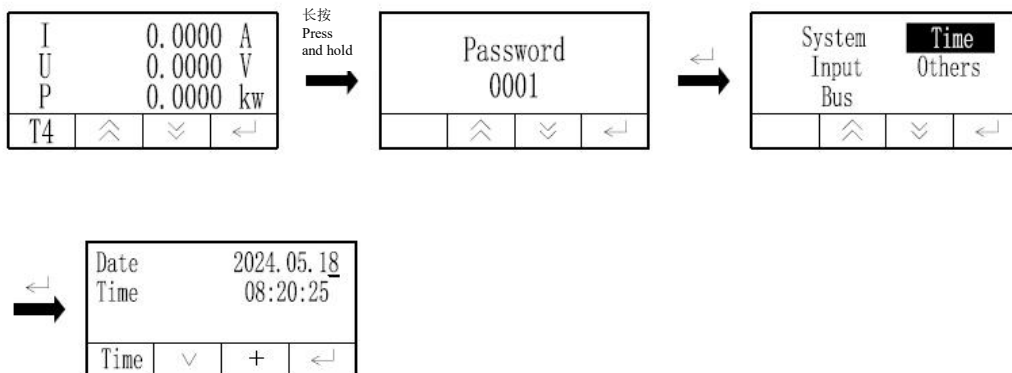 I 0.0000 A
U 0.0000 V
P 0.0000 kw
T4
长按
Press
and hold
Password
0001
System Time
Input Others
Bus
Date 2024.05.18
Time 08:20:25
Time +